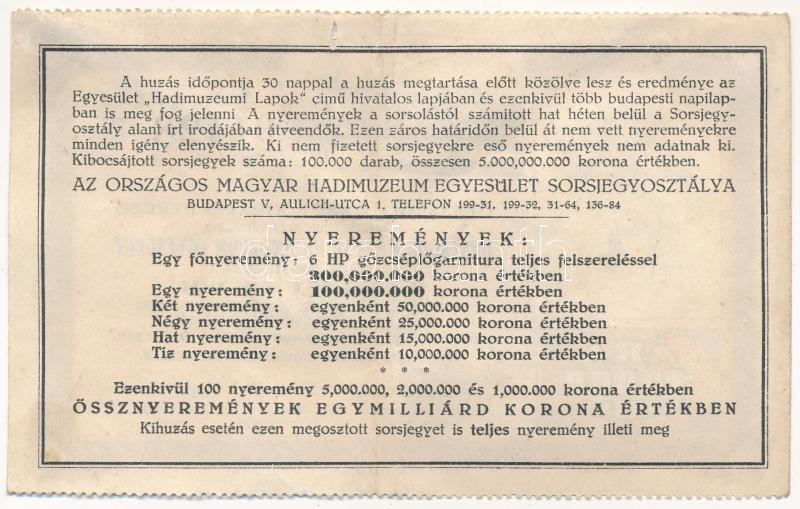 A huzás időpontja 30 nappal a huzás megtartása előtt közölve lesz és eredménye az
Egyesület „Hadimuzeumi Lapok" cimű hivatalos lapjában és ezenkivül több budapesti napilap-
ban is meg fog jelenni. A nyeremények a sorsolástól számított hat héten belül a Sorsjegy-
osztály alant irt irodájában átveendők. Ezen záros határidőn belül át nem vett nyereményekre
minden igény elenyészik. Ki nem fizetett sorsjegyekre eső nyeremények nem adatnak ki.
Kibocsájtott sorsjegyek száma: 100.000 darab, összesen 5.000,000.000 korona értékben.
AZ ORSZÁGOS MAGYAR HADIMUZEUM EGYESÜLET SORSJEGYOSZTÁLYA
BUDAPEST V, AULICH-UTCA 1. TELEFON 199-31, 199-32, 31-64, 136-84
NYEREMÉNYEK:
Egy főnyeremény: 6 HP gőzcséplőgarnitura teljes felszereléssel
300,000.000 korona értékben
Egy nyeremény: 100,000.000 korona értékben
Két nyeremény: egyenként 50,000.000 korona értékben
Négy nyeremény: egyenként 25,000.000 korona értékben
Hat nyeremény: egyenként 15,000.000 korona értékben
Tiz nyeremény: egyenként 10,000.000 korona értékben
* * *
Ezenkivül 100 nyeremény 5,000.000, 2,000.000 és 1,000.000 korona értékben
ÖSSZNYEREMÉNYEK EGYMILLIÁRD KORONA ÉRTÉKBEN
Kihuzás esetén ezen megosztott sorsjegyet is teljes nyeremény illeti meg